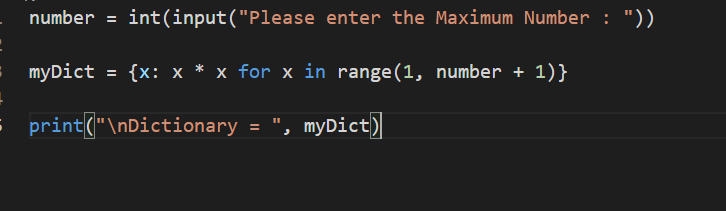 number = int(input("Please enter the Maximum Number : "))
myDict = {x: x * x for x in range(1, number + 1)}
print("\nDictionary = ", myDict)